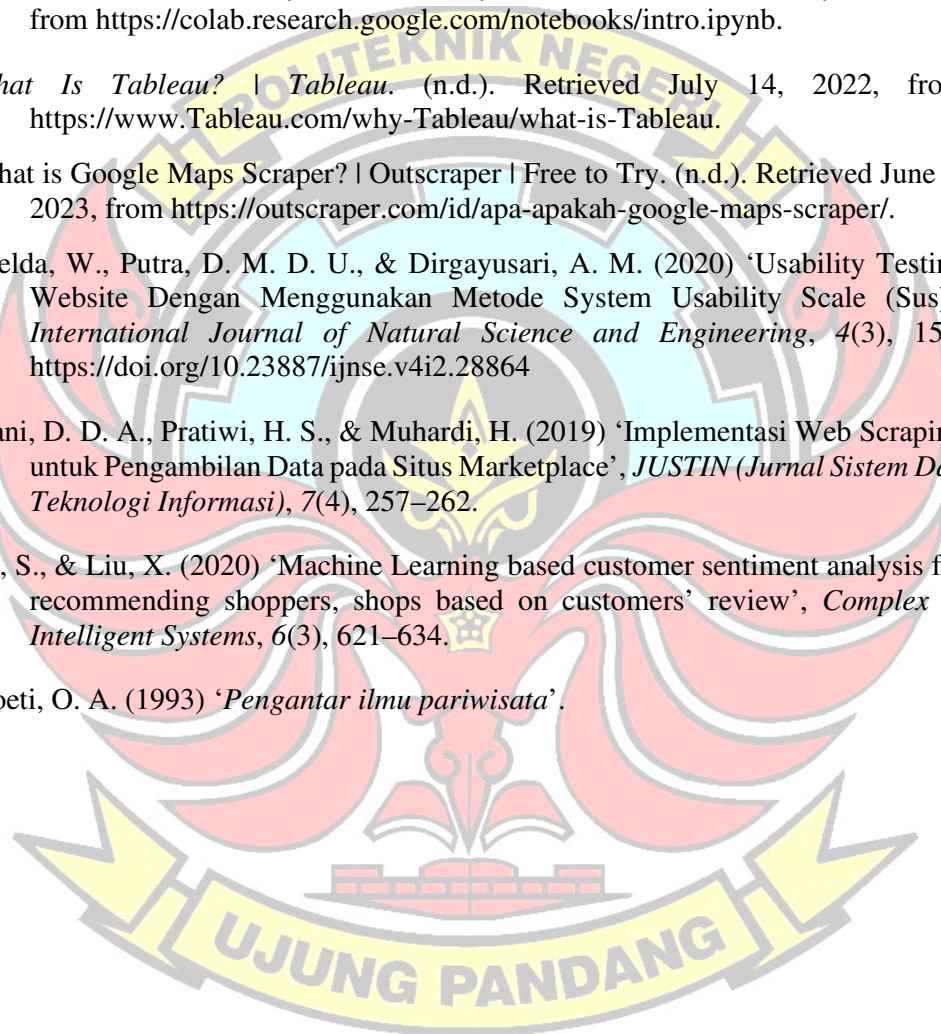 from https://colab.research.google.com/notebooks/intro.ipynb.
POLITEKNIK NEGERI
hat Is Tableau? | Tableau. (n.d.). Retrieved July 14, 2022, fro
https://www.Tableau.com/why-Tableau/what-is-Tableau.
hat is Google Maps Scraper? | Outscraper | Free to Try. (n.d.). Retrieved June
2023, from https://outscraper.com/id/apa-apakah-google-maps-scraper/.
elda, W., Putra, D. M. D. U., & Dirgayusari, A. M. (2020) ‘Usability Testin
Website Dengan Menggunakan Metode System Usability Scale (Sus
International Journal of Natural Science and Engineering, 4(3), 15
https://doi.org/10.23887/ijnse.v4i2.28864
ani, D. D. A., Pratiwi, H. S., & Muhardi, H. (2019) ‘Implementasi Web Scrapin
untuk Pengambilan Data pada Situs Marketplace’, JUSTIN (Jurnal Sistem Da
Teknologi Informasi), 7(4), 257–262.
, S., & Liu, X. (2020) ‘Machine Learning based customer sentiment analysis f
recommending shoppers, shops based on customers’ review’, Complex
Intelligent Systems, 6(3), 621–634.
oeti, O. A. (1993) ‘Pengantar ilmu pariwisata’.
UJUNG PANDANG